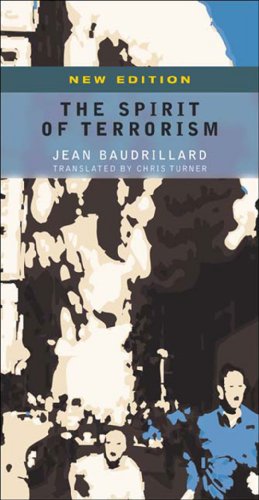 NEW EDITION
THE SPIRIT
OF TERRORISM
JEAN BAUDRILLARD
TRANSLATED BY CHRIS TURNER